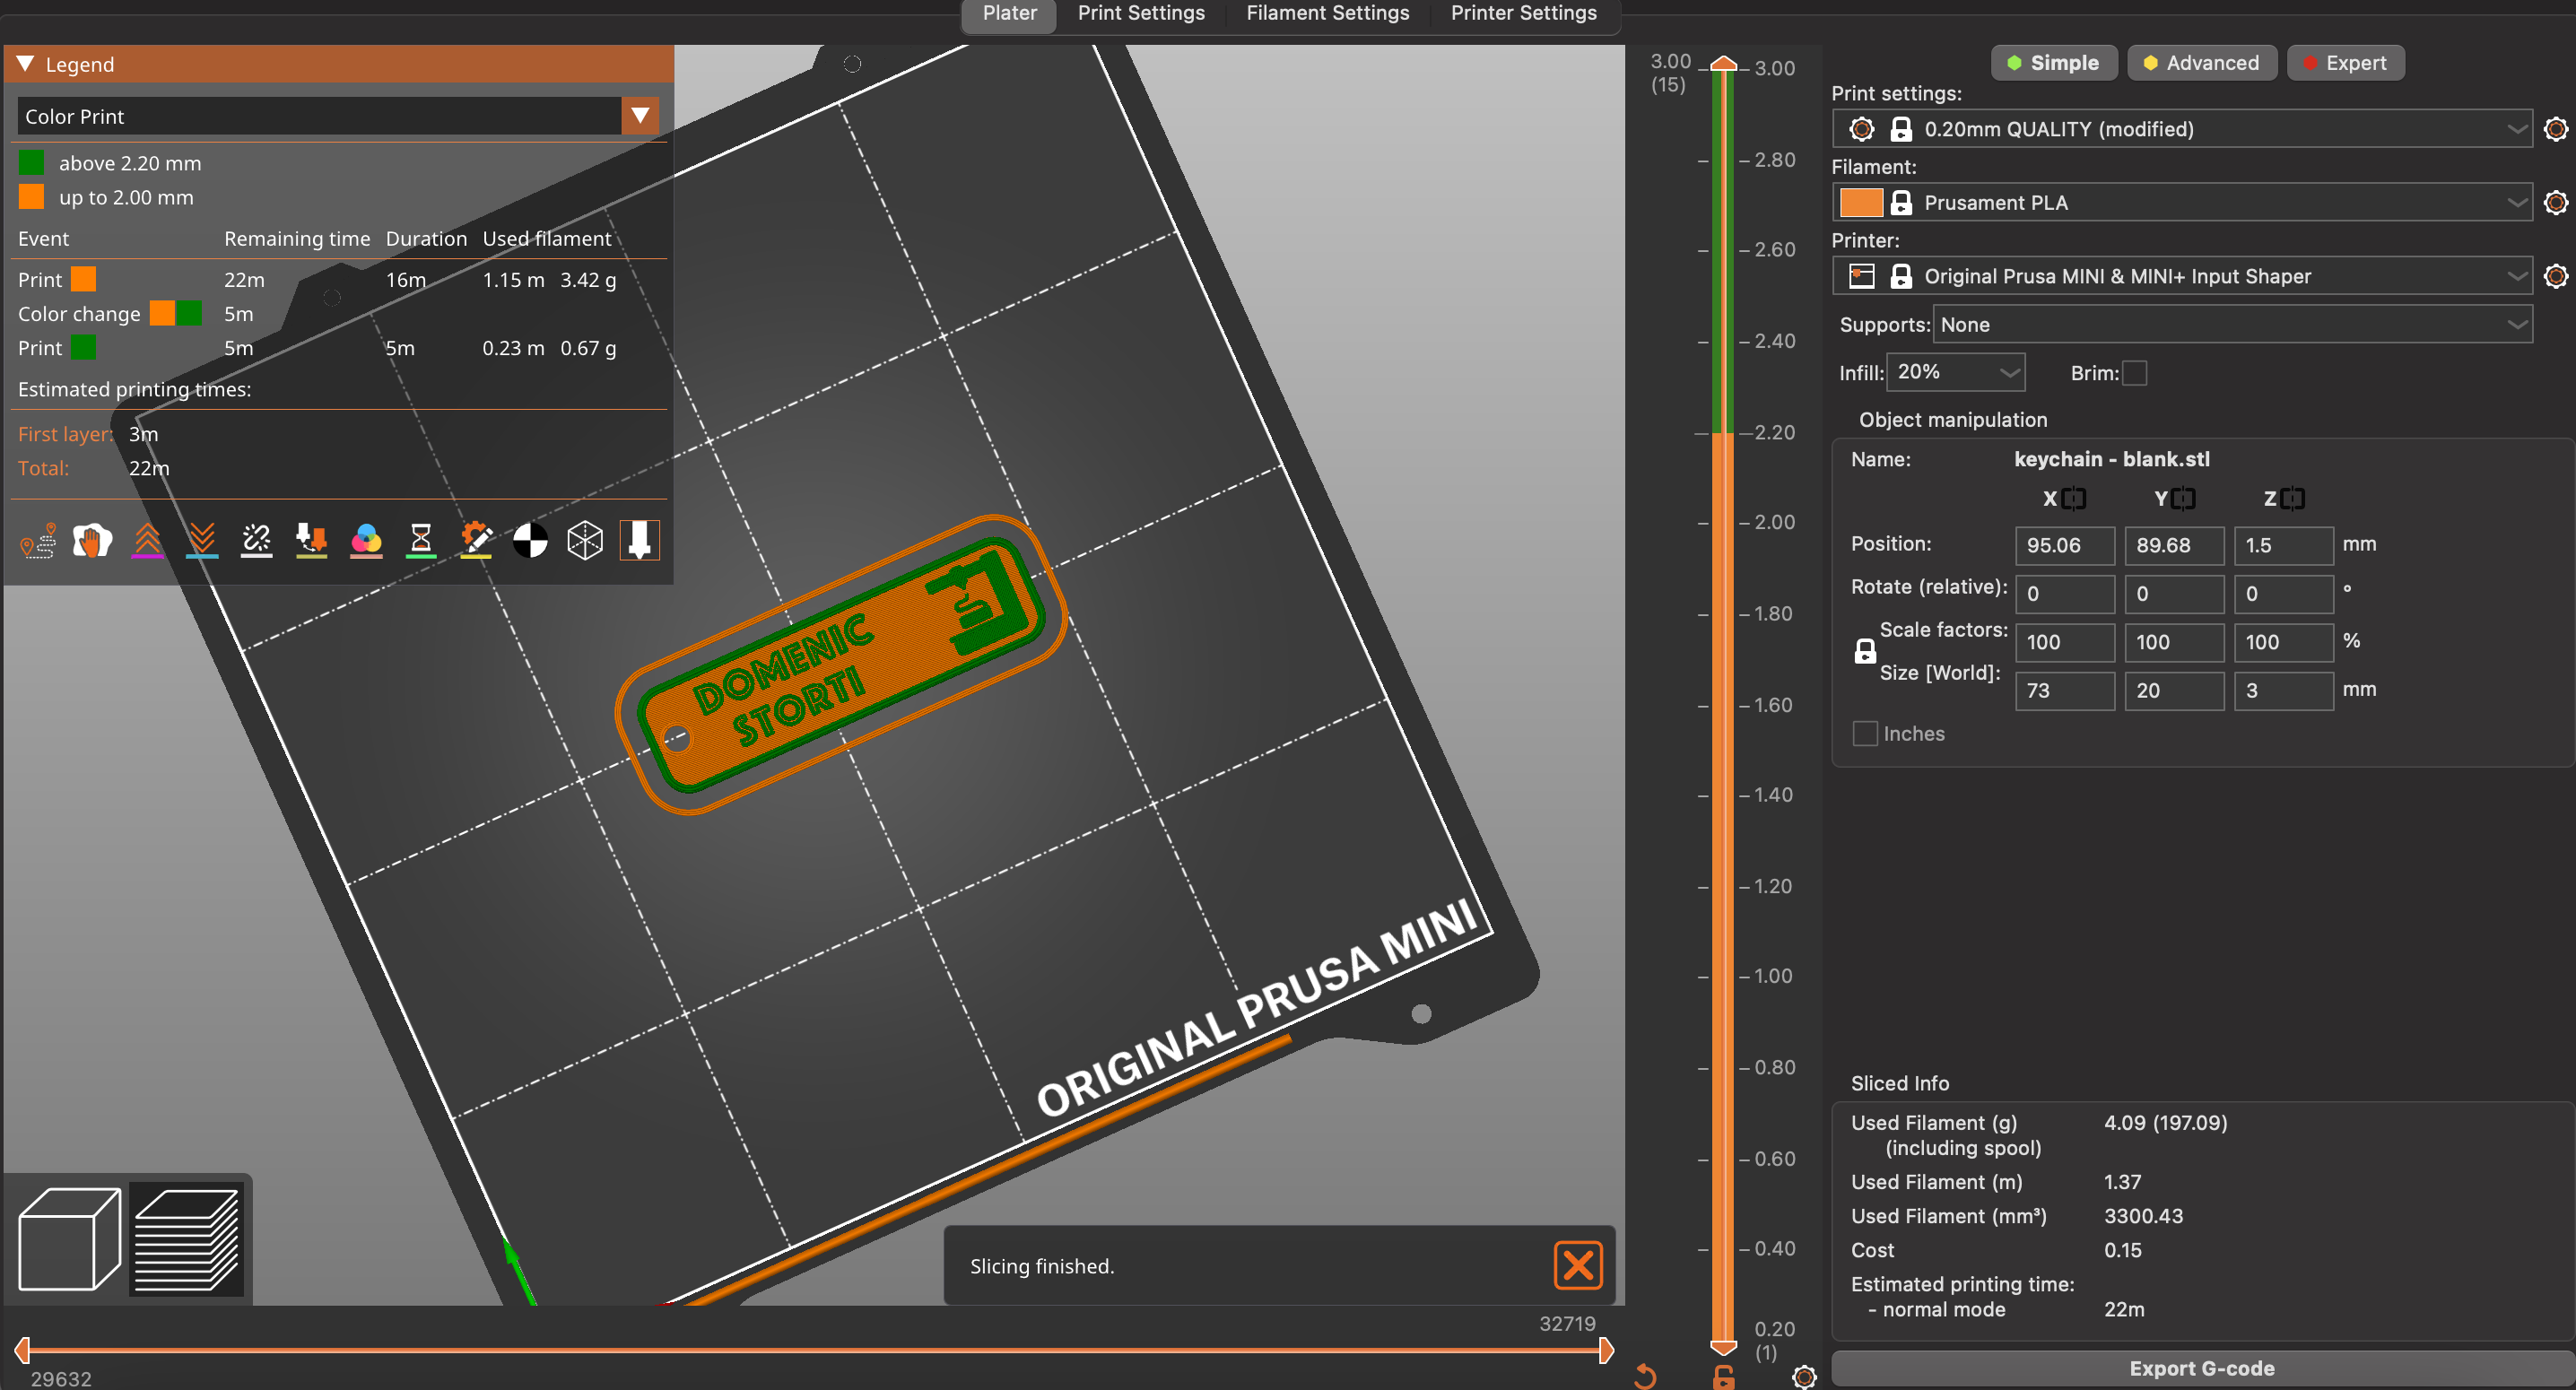 Plater Print Settings Filament Settings Printer Settings
Legend
Color Print
above 2.20 mm
up to 2.00 mm
Event Remaining time Duration Used filament
Print 22m 16m 1.15 m 3.42 g
Color change 5m
Print 5m 5m 0.23 m 0.67 g
Estimated printing times:
First layer: 3m
Total: 22m
DOMENIC
STORTI
ORIGINAL PRUSA MINI
Slicing finished.
32719
29632
3.00
(15)
3.00
2.80
2.60
2.40
2.20
2.00
1.80
1.60
1.40
1.20
1.00
0.80
0.60
0.40
0.20
(1)
Simple Advanced Expert
Print settings:
0.20mm QUALITY (modified)
Filament:
Prusament PLA
Printer:
Original Prusa MINI & MINI+ Input Shaper
Supports: None
Infill: 20% Brim:
Object manipulation
Name: keychain - blank.stl
X Y Z
Position: 95.06 89.68 1.5 mm
Rotate (relative): 0 0 0 °
Scale factors: 100 100 100 %
Size [World]: 73 20 3 mm
Inches
Sliced Info
Used Filament (g) 4.09 (197.09)
(including spool)
Used Filament (m) 1.37
Used Filament (mm³) 3300.43
Cost 0.15
Estimated printing time:
- normal mode 22m
Export G-code